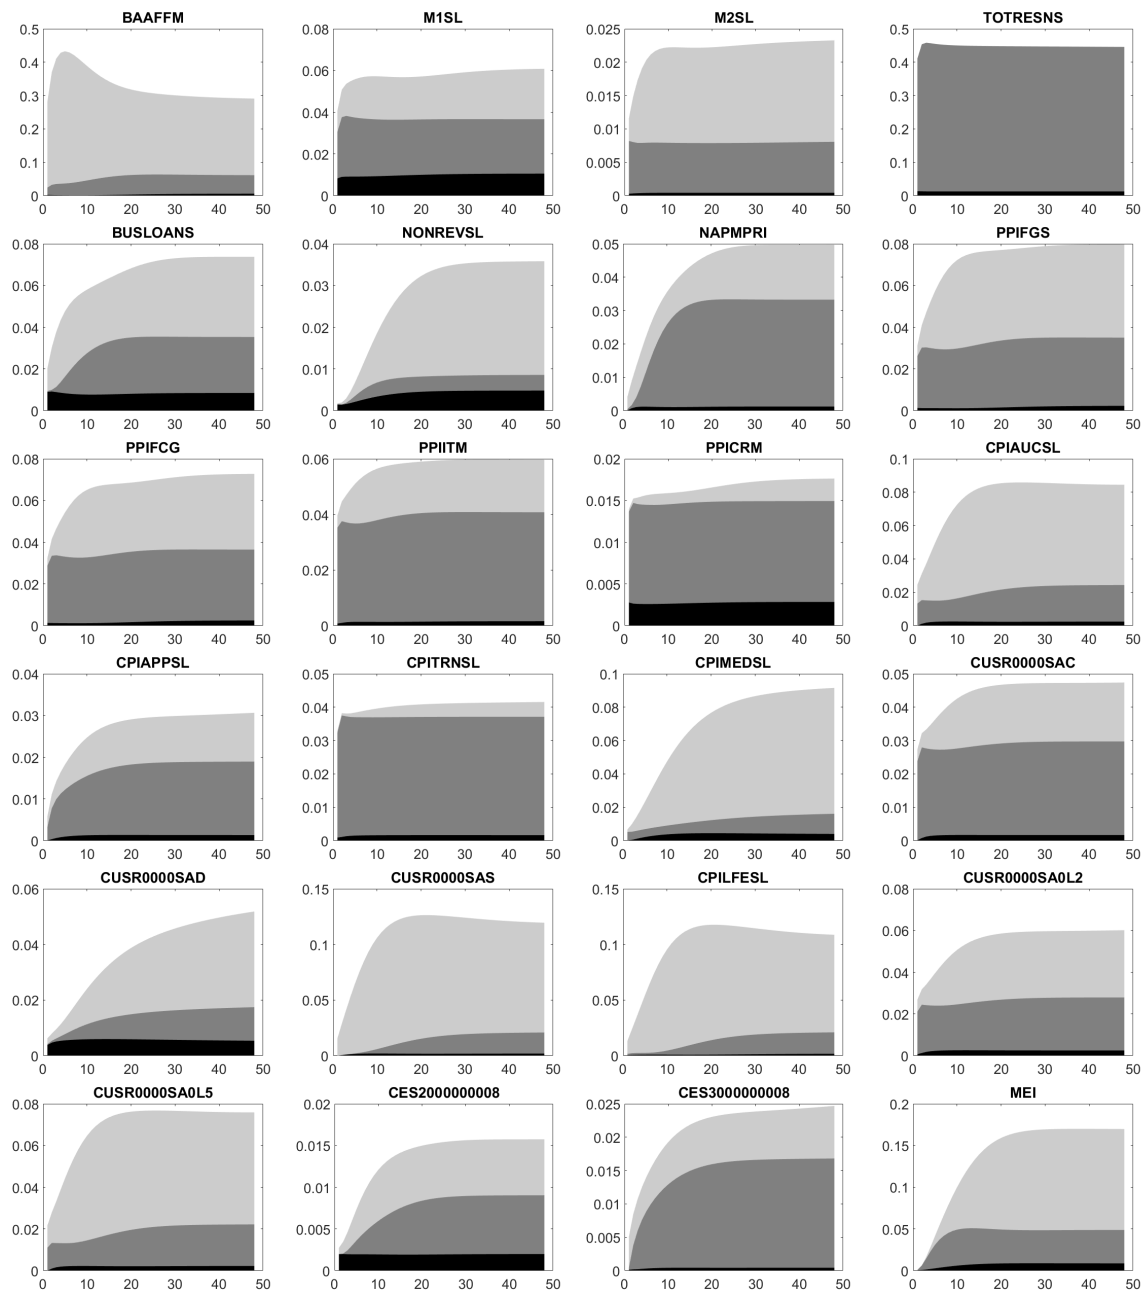 BAAFFM
0.5
0.4
0.3
0.2
0.1
0
0 10 20 30 40 50
M1SL
0.08
0.06
0.04
0.02
0
0 10 20 30 40 50
M2SL
0.025
0.02
0.015
0.01
0.005
0
0 10 20 30 40 50
TOTRESNS
0.5
0.4
0.3
0.2
0.1
0
0 10 20 30 40 50
BUSLOANS
0.08
0.06
0.04
0.02
0
0 10 20 30 40 50
NONREVSL
0.04
0.03
0.02
0.01
0
0 10 20 30 40 50
NAPMPRI
0.05
0.04
0.03
0.02
0.01
0
0 10 20 30 40 50
PPIFGS
0.08
0.06
0.04
0.02
0
0 10 20 30 40 50
PPIFCG
0.08
0.06
0.04
0.02
0
0 10 20 30 40 50
PPIITM
0.06
0.04
0.02
0
0 10 20 30 40 50
PPICRM
0.02
0.015
0.01
0.005
0
0 10 20 30 40 50
CPIAUCSL
0.1
0.08
0.06
0.04
0.02
0
0 10 20 30 40 50
CPIAPPSL
0.04
0.03
0.02
0.01
0
0 10 20 30 40 50
CPITRNSL
0.05
0.04
0.03
0.02
0.01
0
0 10 20 30 40 50
CPIMEDSL
0.1
0.08
0.06
0.04
0.02
0
0 10 20 30 40 50
CUSR0000SAC
0.05
0.04
0.03
0.02
0.01
0
0 10 20 30 40 50
CUSR0000SAD
0.06
0.04
0.02
0
0 10 20 30 40 50
CUSR0000SAS
0.15
0.1
0.05
0
0 10 20 30 40 50
CPILFESL
0.15
0.1
0.05
0
0 10 20 30 40 50
CUSR0000SA0L2
0.08
0.06
0.04
0.02
0
0 10 20 30 40 50
CUSR0000SA0L5
0.08
0.06
0.04
0.02
0
0 10 20 30 40 50
CES2000000008
0.02
0.015
0.01
0.005
0
0 10 20 30 40 50
CES3000000008
0.025
0.02
0.015
0.01
0.005
0
0 10 20 30 40 50
MEI
0.2
0.15
0.1
0.05
0
0 10 20 30 40 50